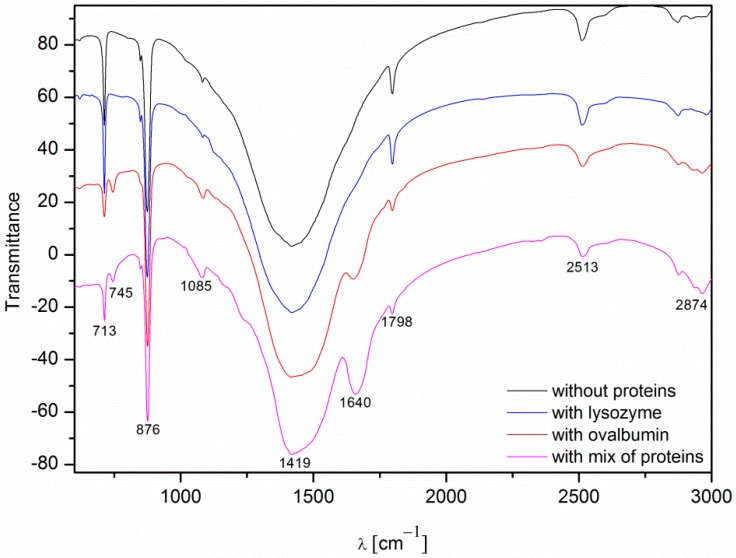 80
60
40
20
0
-20
-40
-60
-80
Transmittance
713
745
876
1085
1419
1640
1798
2513
2874
without proteins
with lysozyme
with ovalbumin
with mix of proteins
1000 1500 2000 2500 3000
λ [cm⁻¹]